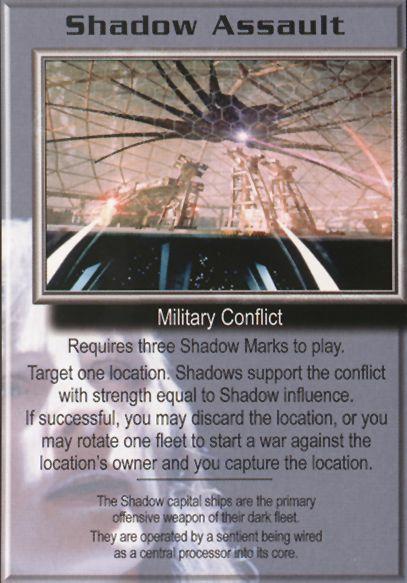 Shadow Assault
Military Conflict
Requires three Shadow Marks to play.
Target one location. Shadows support the conflict
with strength equal to Shadow influence.
If successful, you may discard the location, or you
may rotate one fleet to start a war against the
location's owner and you capture the location.
The Shadow capital ships are the primary
offensive weapon of their dark fleet.
They are operated by a sentient being wired
as a central processor into its core.